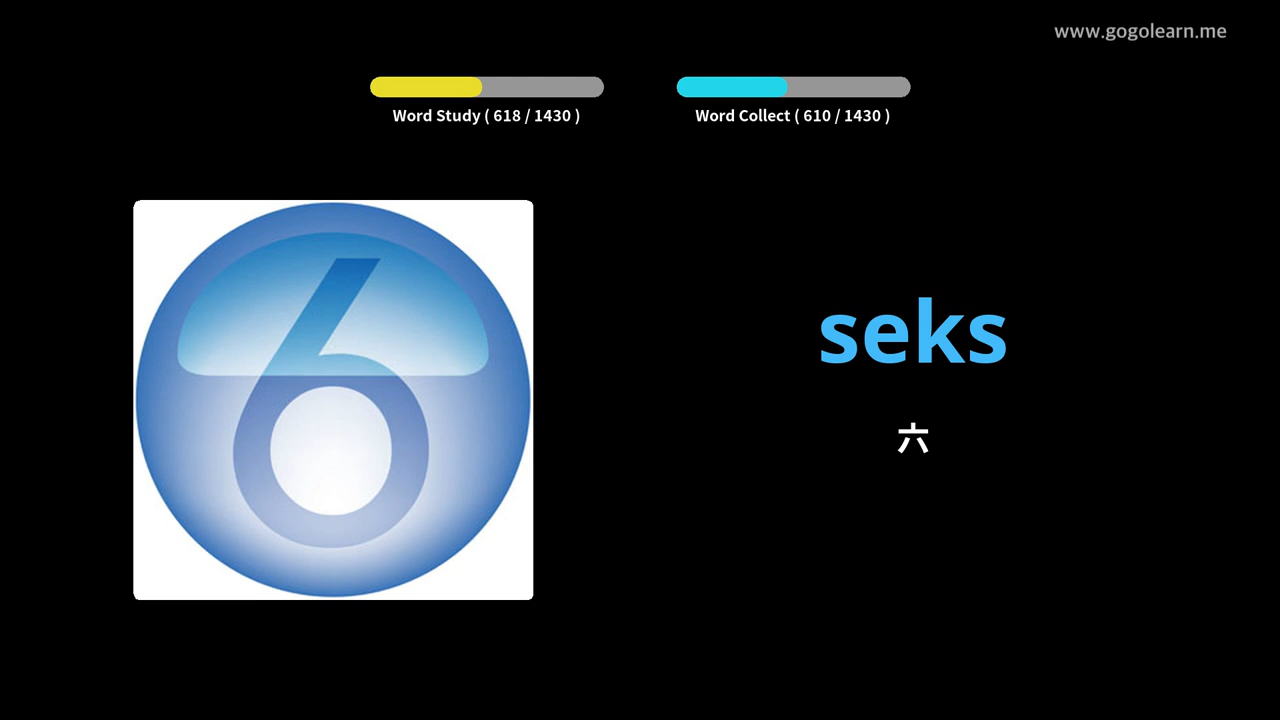 www.gogolearn.me
Word Study ( 618 / 1430 )
Word Collect ( 610 / 1430 )
6
seks
六